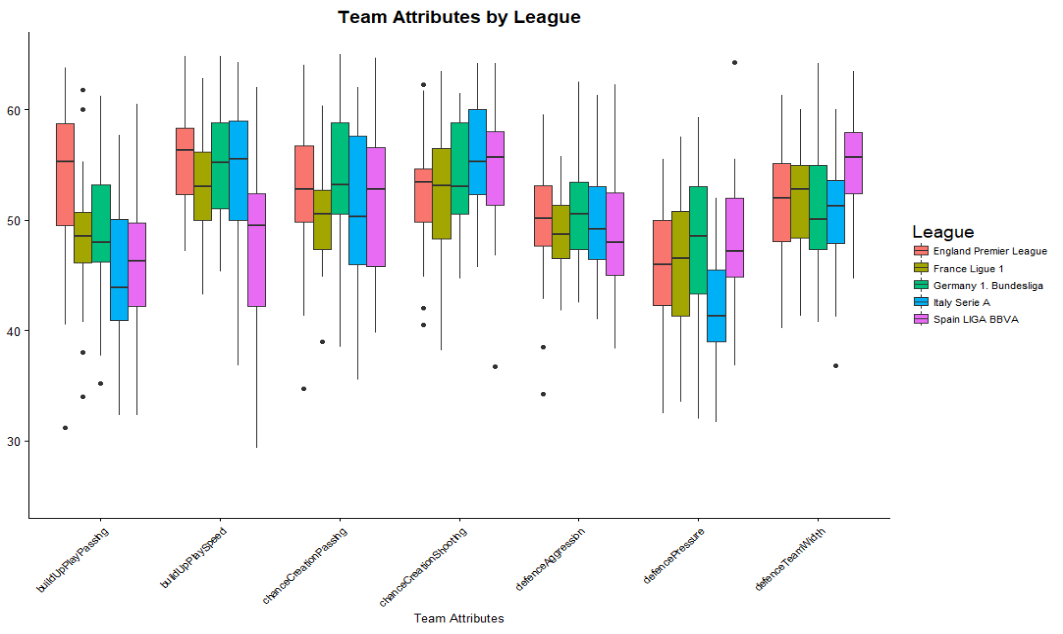 Team Attributes by League
60
50
40
30
buildUpPlayPassing
buildUpPlaySpeed
chanceCreationPassing
chanceCreationShooting
defenceAggression
defencePressure
defenceTeamWidth
Team Attributes
League
England Premier League
France Ligue 1
Germany 1. Bundesliga
Italy Serie A
Spain LIGA BBVA